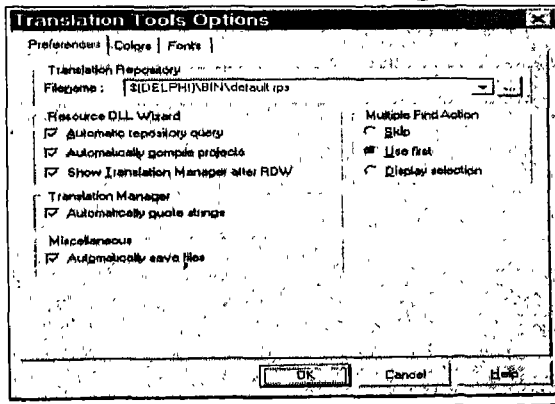 Translation Tools Options
Preferences Colors Fonts
Translation Repository
Filename : $(DELPHI)\BIN\default.rps ...
Resource DLL Wizard
Automatic repository query
Automatically compile projects
Show Translation Manager after RDW
Multiple Find Action
Skip
Use first
Display selection
Translation Manager
Automatically quote strings
Miscellaneous
Automatically save files
OK Cancel Help